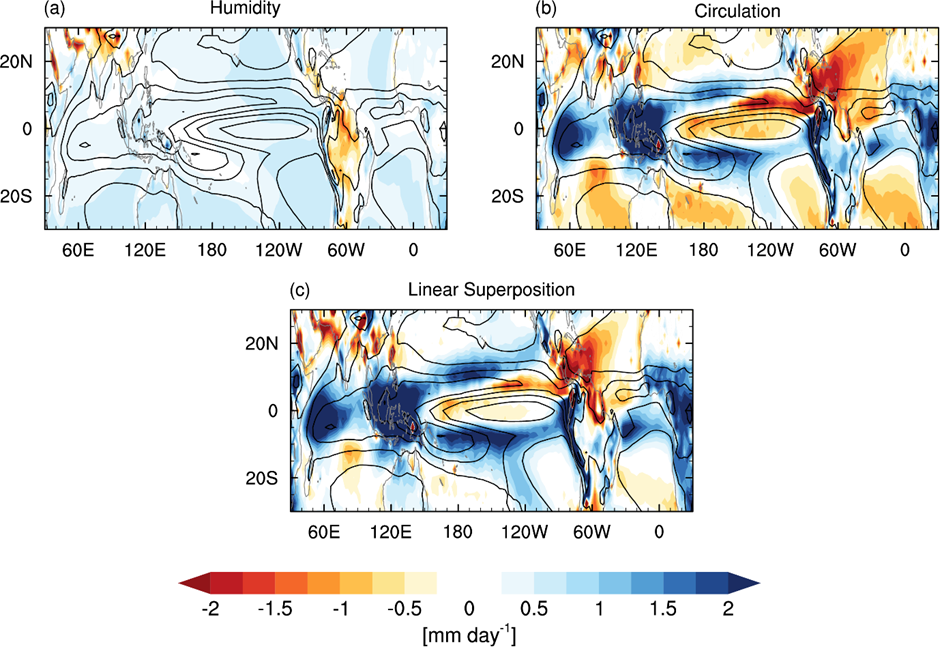 (a) Humidity
(b) Circulation
20N
0
20S
60E 120E 180 120W 60W 0
20N
0
20S
60E 120E 180 120W 60W 0
(c) Linear Superposition
20N
0
20S
60E 120E 180 120W 60W 0
-2 -1.5 -1 -0.5 0 0.5 1 1.5 2
[mm day-1]